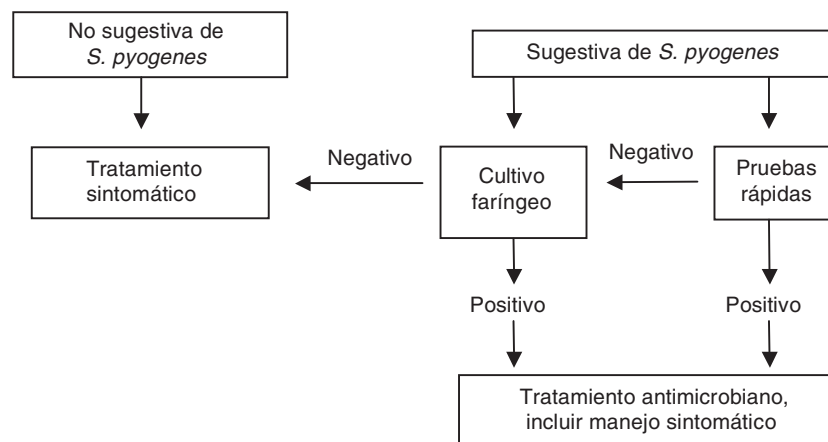 No sugestiva de
S. pyogenes
Sugestiva de S. pyogenes
Tratamiento
sintomático
Negativo
Cultivo
faríngeo
Negativo
Pruebas
rápidas
Positivo
Positivo
Tratamiento antimicrobiano,
incluir manejo sintomático